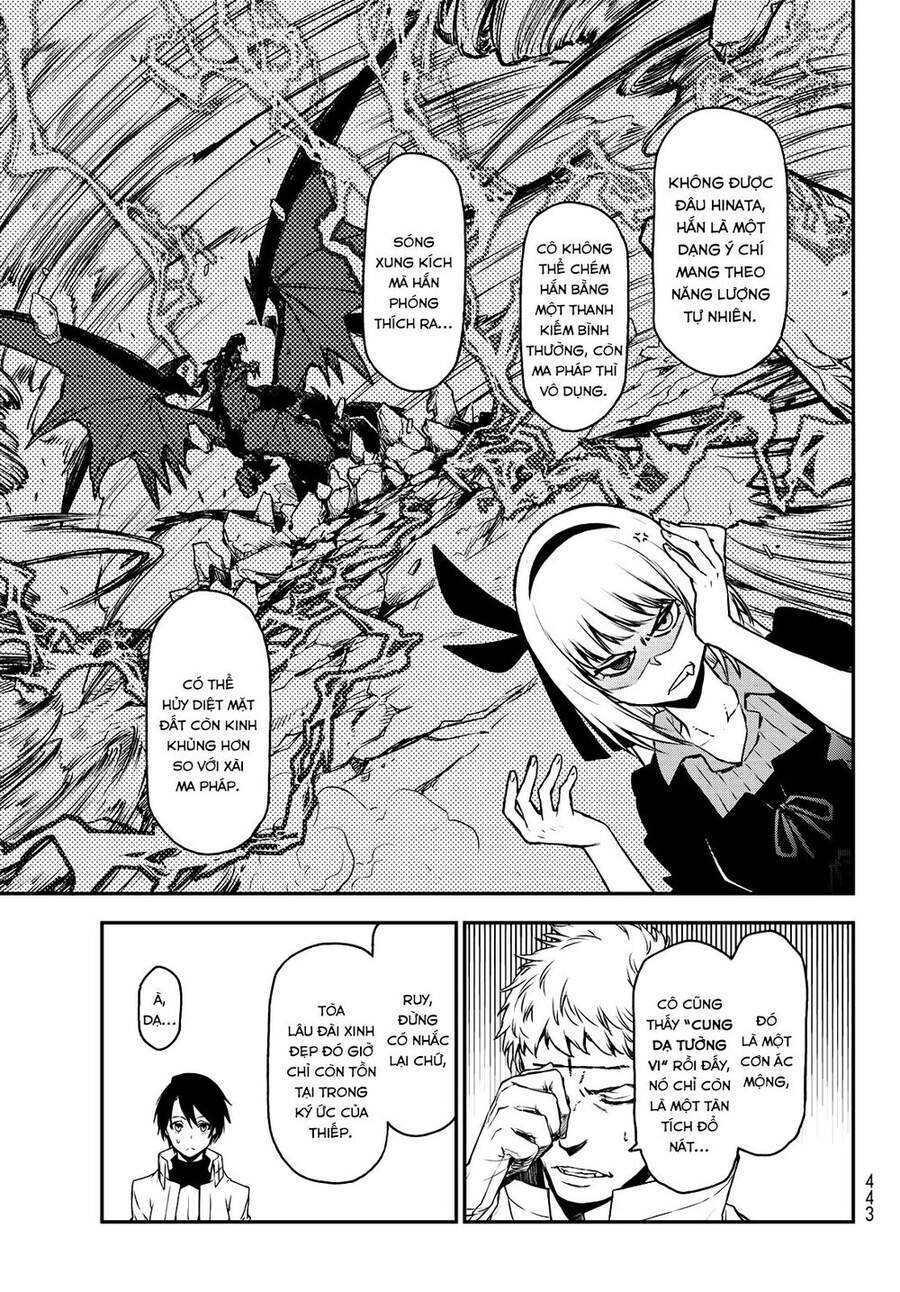 KHÔNG ĐƯỢC
ĐÂU HINATA,
HẮN LÀ MỘT
DẠNG Ý CHÍ
MANG THEO
NĂNG LƯỢNG
TỰ NHIÊN.
CÔ KHÔNG
THỂ CHÉM
HẮN BẰNG
MỘT THANH
KIẾM BÌNH
THƯỜNG, CÒN
MA PHÁP THÌ
VÔ DỤNG.
SÓNG
XUNG KÍCH
MÀ HẮN
PHÓNG
THÍCH RA...
CÓ THỂ
HỦY DIỆT MẶT
ĐẤT CÒN KINH
KHỦNG HƠN
SO VỚI XÀI
MA PHÁP.
ĐÓ
LÀ MỘT
CƠN ÁC
MỘNG,
CÔ CŨNG
THẤY "CUNG
DẠ TƯỜNG
VI" RỒI ĐẤY,
NÓ CHỈ CÒN
LÀ MỘT TÀN
TÍCH ĐỔ
NÁT...
RUY,
ĐỪNG
CÓ NHẮC
LẠI CHỨ,
TÒA
LÂU ĐÀI XINH
ĐẸP ĐÓ GIỜ
CHỈ CÒN TỒN
TẠI TRONG
KÝ ỨC CỦA
THIẾP.
À,
DẠ...
443